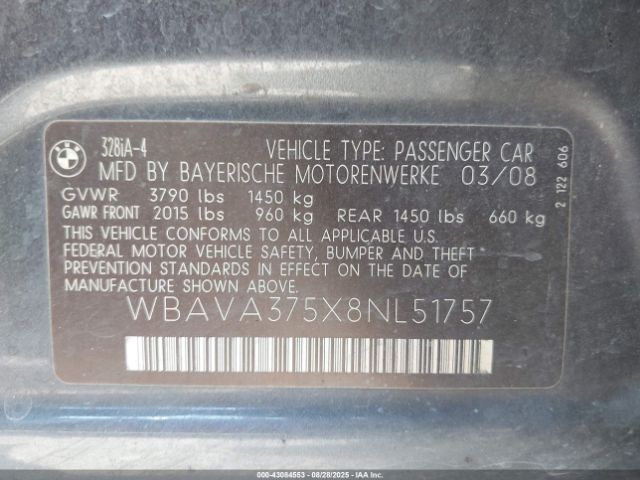 BMW
328iA-4 VEHICLE TYPE: PASSENGER CAR
MFD BY BAYERISCHE MOTORENWERKE 03/08
GVWR 3790 lbs 1450 kg
GAWR FRONT 2015 lbs 960 kg REAR 1450 lbs 660 kg
THIS VEHICLE CONFORMS TO ALL APPLICABLE U.S.
FEDERAL MOTOR VEHICLE SAFETY, BUMPER AND THEFT
PREVENTION STANDARDS IN EFFECT ON THE DATE OF
MANUFACTURE SHOWN ABOVE.
WBAVA375X8NL51757
2 122 606
©-43084553 | 08/28/2025 | IAA